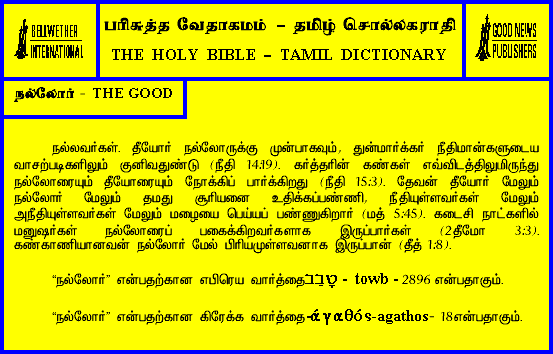 BELLWETHER
INTERNATIONAL
பரிசுத்த வேதாகமம் – தமிழ் சொல்லகராதி
THE HOLY BIBLE – TAMIL DICTIONARY
GOOD NEWS
PUBLISHERS
நல்லோர் - THE GOOD
நல்லவர்கள். தீயோர் நல்லோருக்கு முன்பாகவும், துன்மார்க்கர் நீதிமான்களுடைய
வாசற்படிகளிலும் குனிவதுண்டு (நீதி 14:19). கர்த்தரின் கண்கள் எவ்விடத்திலுமிருந்து
நல்லோரையும் தீயோரையும் நோக்கிப் பார்க்கிறது (நீதி 15:3). தேவன் தீயோர் மேலும்
நல்லோர் மேலும் தமது சூரியனை உதிக்கப்பண்ணி, நீதியுள்ளவர்கள் மேலும்
அநீதியுள்ளவர்கள் மேலும் மழையை பெய்யப் பண்ணுகிறார் (மத் 5:45). கடைசி நாட்களில்
மனுஷர்கள் நல்லோரைப் பகைக்கிறவர்களாக இருப்பார்கள் (2தீமோ 3:3).
கண்காணியானவன் நல்லோர் மேல் பிரியமுள்ளவனாக இருப்பான் (தீத் 1:8).
“நல்லோர்” என்பதற்கான எபிரெய வார்த்தை - towb - 2896 என்பதாகும்.
“நல்லோர்” என்பதற்கான கிரேக்க வார்த்தை-άγαθός-agathos- 18என்பதாகும்.